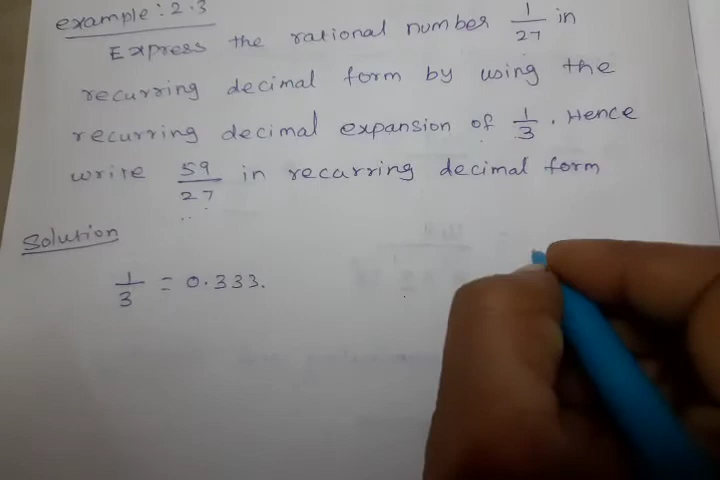 example: 2.3
Express the rational number 1/27 in
recurring decimal form by using the
recurring decimal expansion of 1/3. Hence
write 59/27 in recurring decimal form
Solution
1/3 = 0.333.